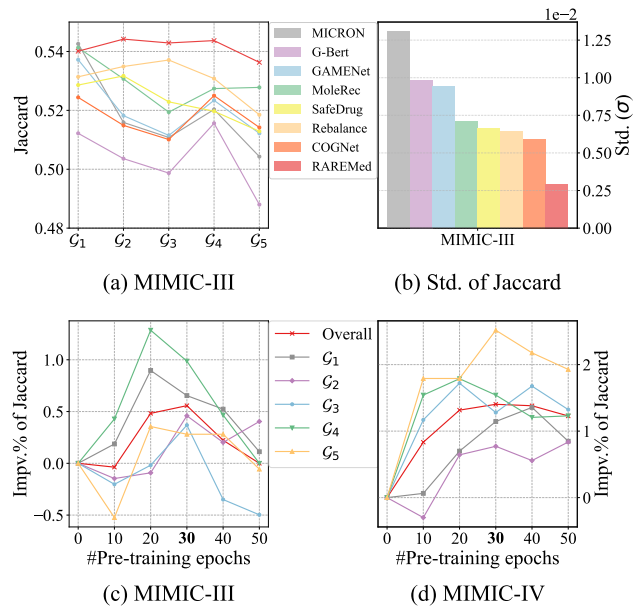 0.54
0.52
0.50
0.48
Jaccard
𝒢1 𝒢2 𝒢3 𝒢4 𝒢5
(a) MIMIC-III
MICRON
G-Bert
GAMENet
MoleRec
SafeDrug
Rebalance
COGNet
RAREMed
1e−2
1.25
1.00
0.75
0.50
0.25
0.00
Std. (σ)
MIMIC-III
(b) Std. of Jaccard
1.0
0.5
0.0
−0.5
Impv.% of Jaccard
0 10 20 30 40 50
#Pre-training epochs
(c) MIMIC-III
Overall
𝒢1
𝒢2
𝒢3
𝒢4
𝒢5
2
1
0
Impv.% of Jaccard
0 10 20 30 40 50
#Pre-training epochs
(d) MIMIC-IV